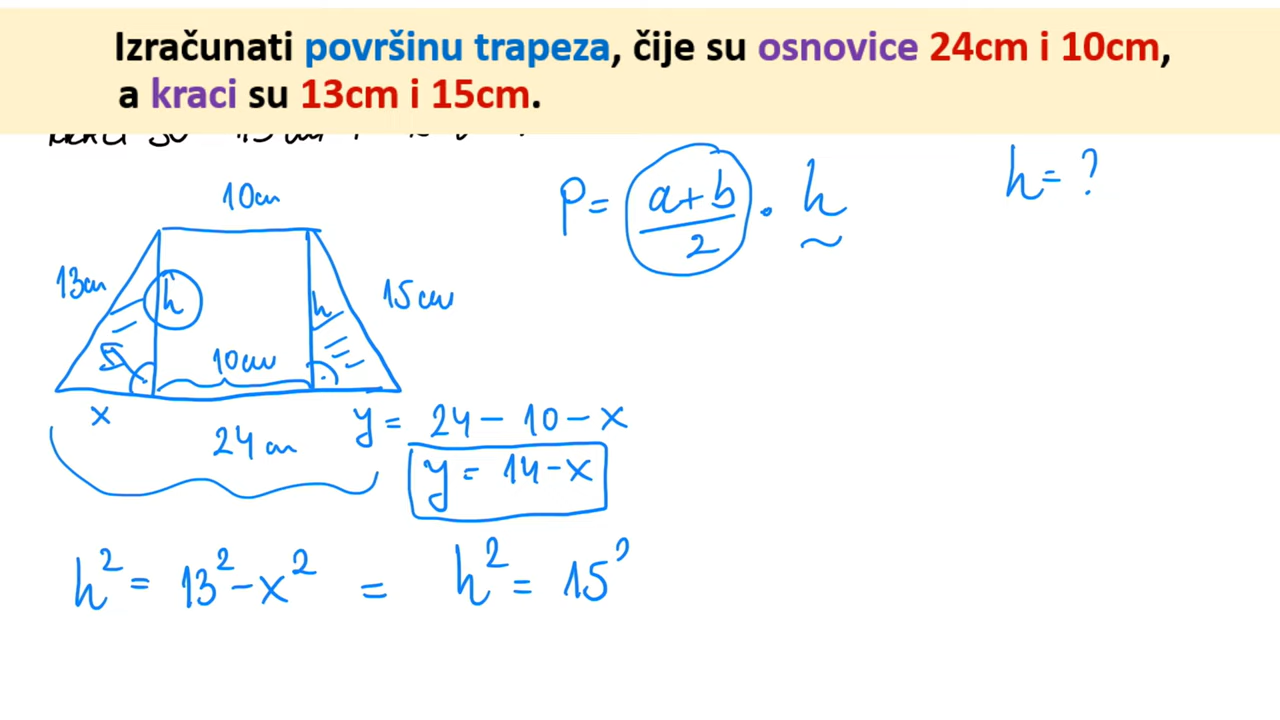 Izračunati površinu trapeza, čije su osnovice 24cm i 10cm,
a kraci su 13cm i 15cm.
10cm
P = a+b/2 · h
h = ?
13cm
h
h
15cm
10cm
x
24cm
y = 24 - 10 - x
y = 14 - x
h² = 13² - x² = h² = 15²